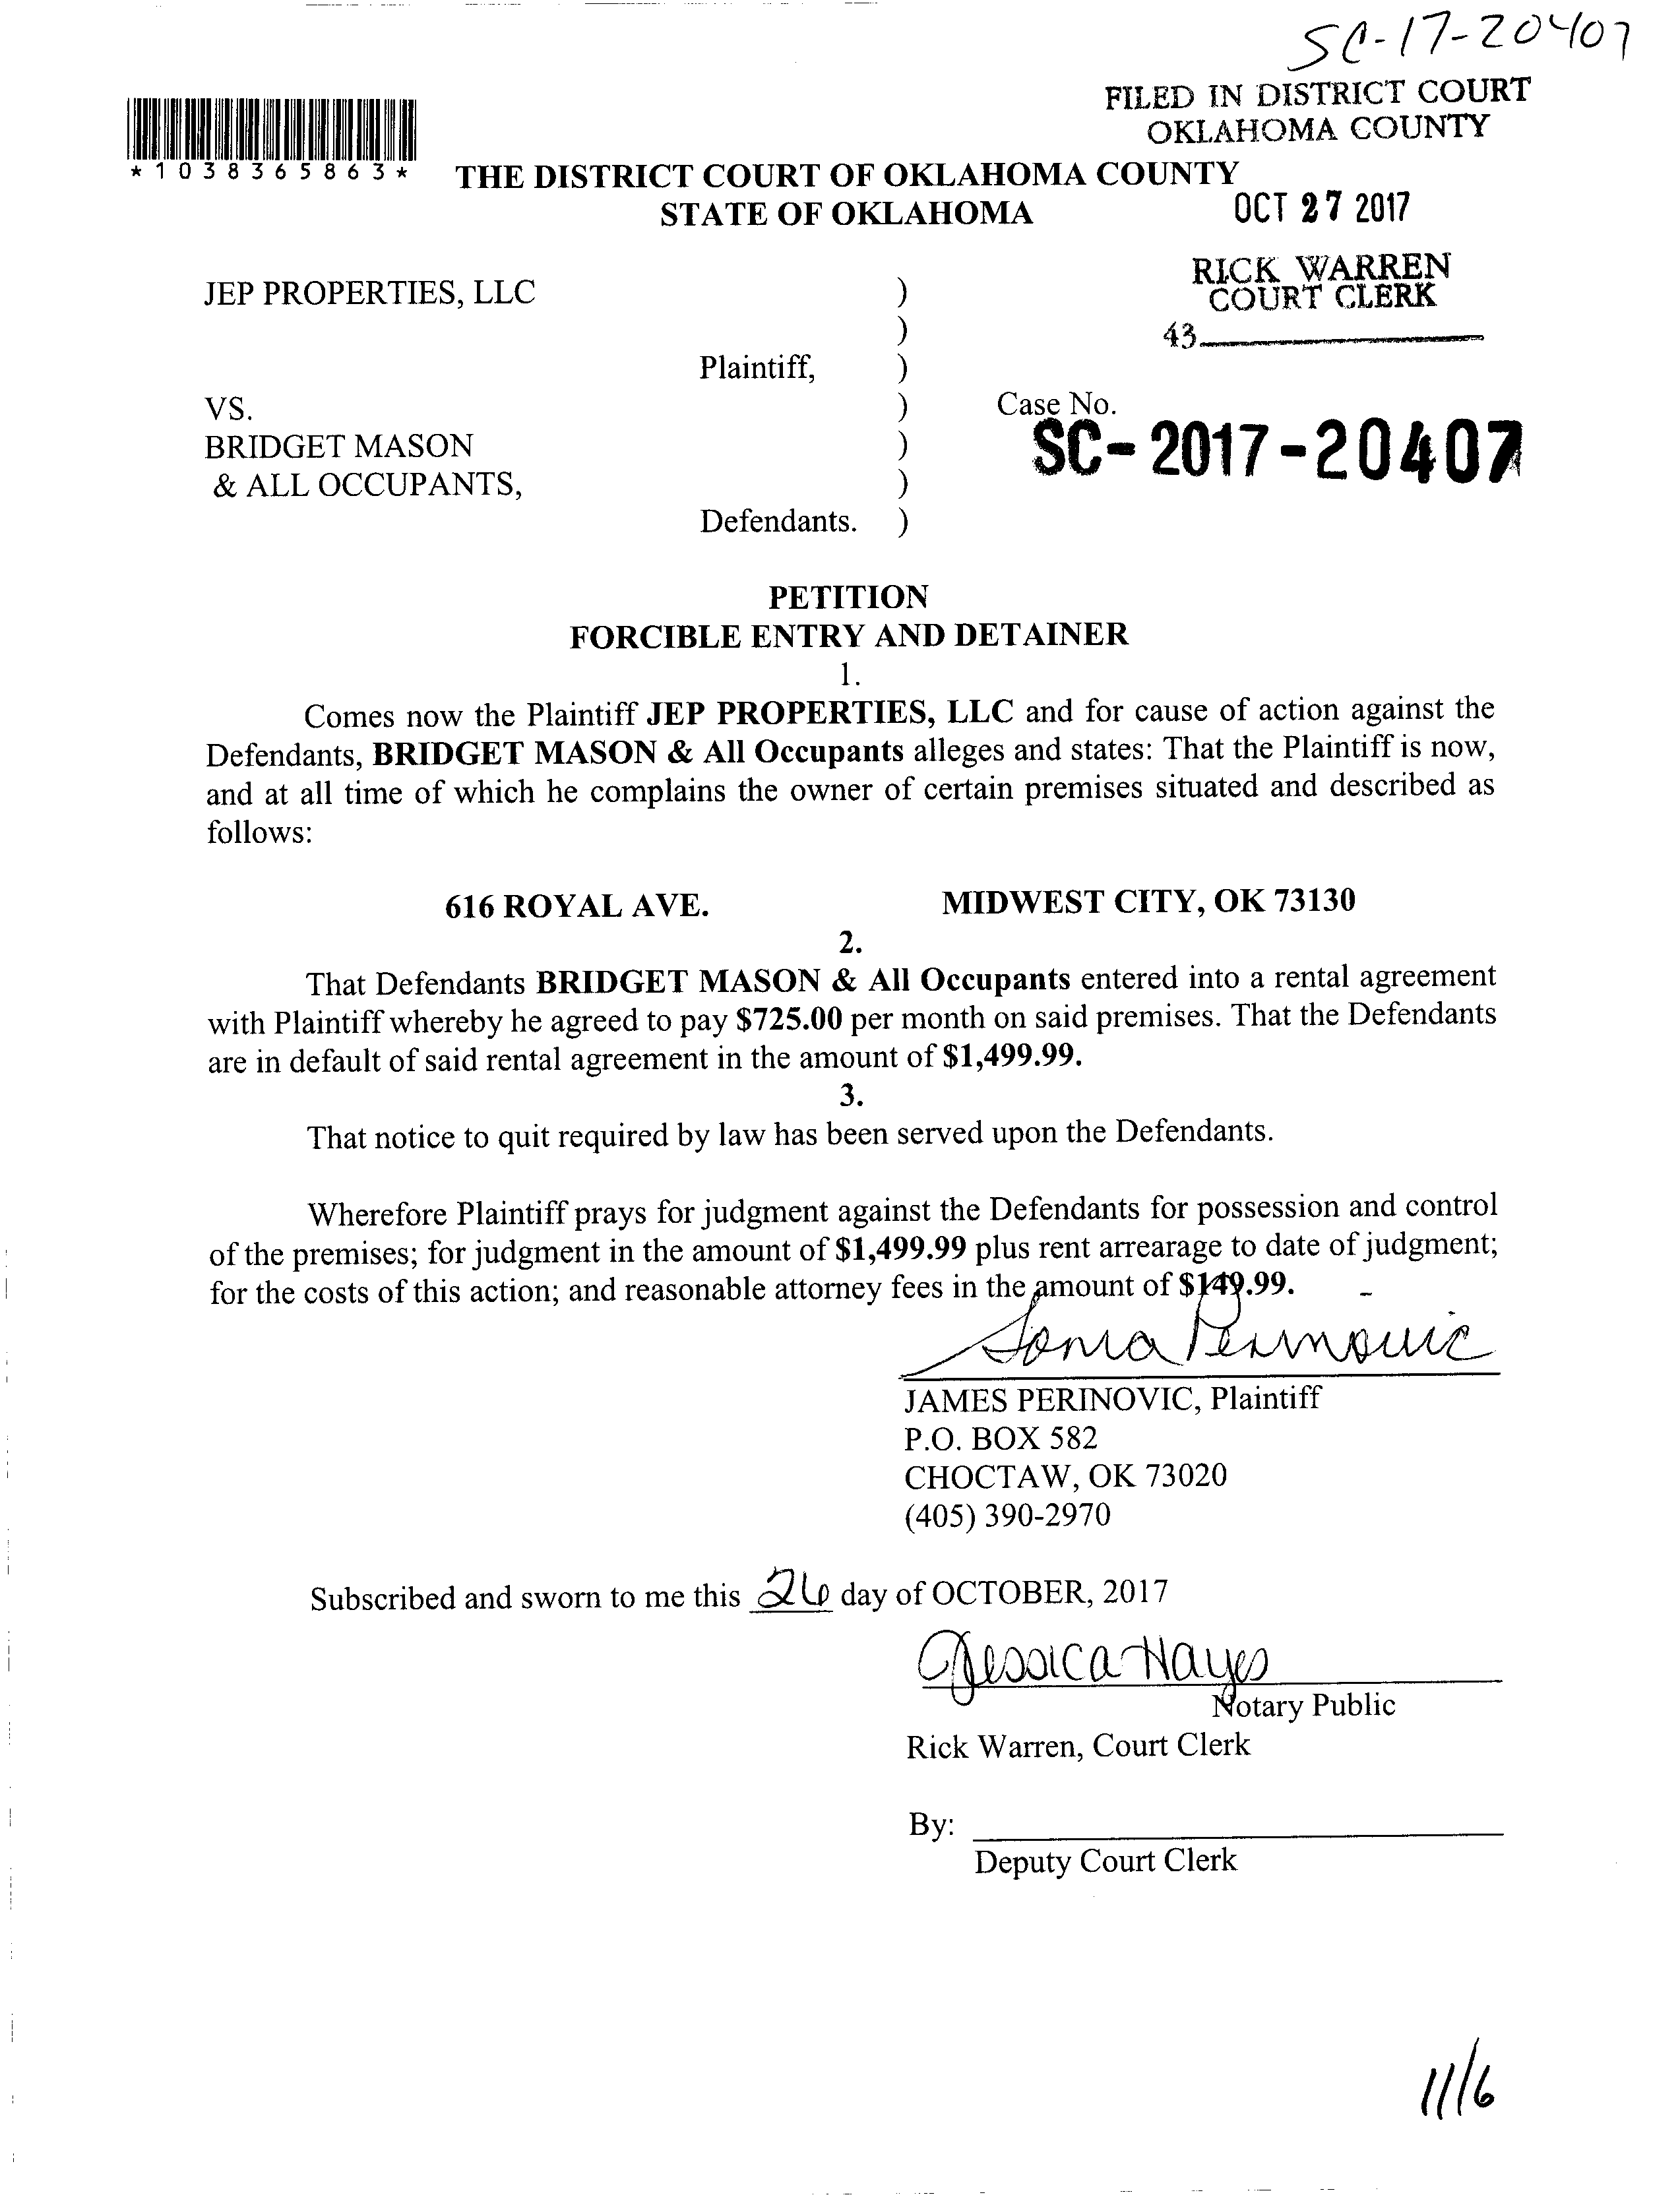 SC-17-20407
FILED IN DISTRICT COURT
OKLAHOMA COUNTY
*1038365863*
THE DISTRICT COURT OF OKLAHOMA COUNTY
STATE OF OKLAHOMA
OCT 27 2017
RICK WARREN
COURT CLERK
43
JEP PROPERTIES, LLC )
)
Plaintiff, )
VS. )
BRIDGET MASON )
& ALL OCCUPANTS, )
Defendants. )
Case No.
SC-2017-20407
PETITION
FORCIBLE ENTRY AND DETAINER
1.
Comes now the Plaintiff JEP PROPERTIES, LLC and for cause of action against the
Defendants, BRIDGET MASON & All Occupants alleges and states: That the Plaintiff is now,
and at all time of which he complains the owner of certain premises situated and described as
follows:
616 ROYAL AVE. MIDWEST CITY, OK 73130
2.
That Defendants BRIDGET MASON & All Occupants entered into a rental agreement
with Plaintiff whereby he agreed to pay $725.00 per month on said premises. That the Defendants
are in default of said rental agreement in the amount of $1,499.99.
3.
That notice to quit required by law has been served upon the Defendants.
Wherefore Plaintiff prays for judgment against the Defendants for possession and control
of the premises; for judgment in the amount of $1,499.99 plus rent arrearage to date of judgment;
for the costs of this action; and reasonable attorney fees in the amount of $149.99.
Sonia Perinovic
JAMES PERINOVIC, Plaintiff
P.O. BOX 582
CHOCTAW, OK 73020
(405) 390-2970
Subscribed and sworn to me this 26 day of OCTOBER, 2017
Jessica Hayes
Notary Public
Rick Warren, Court Clerk
By:
Deputy Court Clerk
11/6